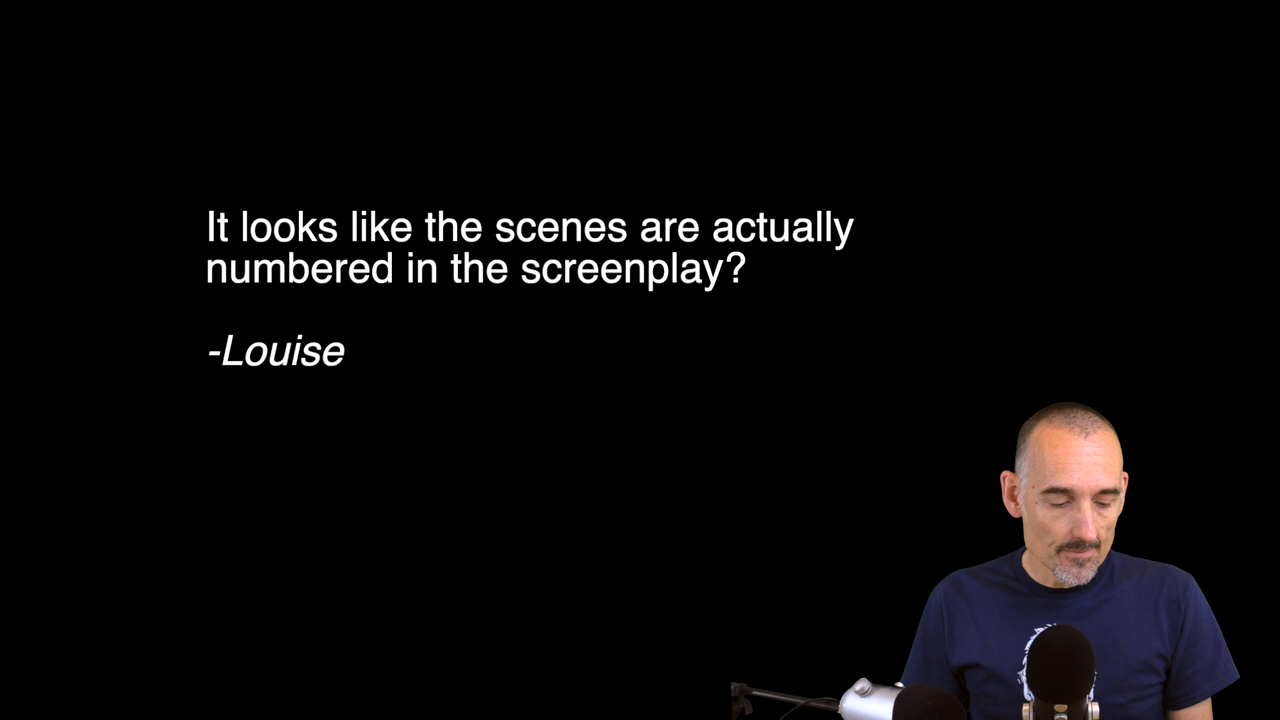 It looks like the scenes are actually
numbered in the screenplay?
-Louise